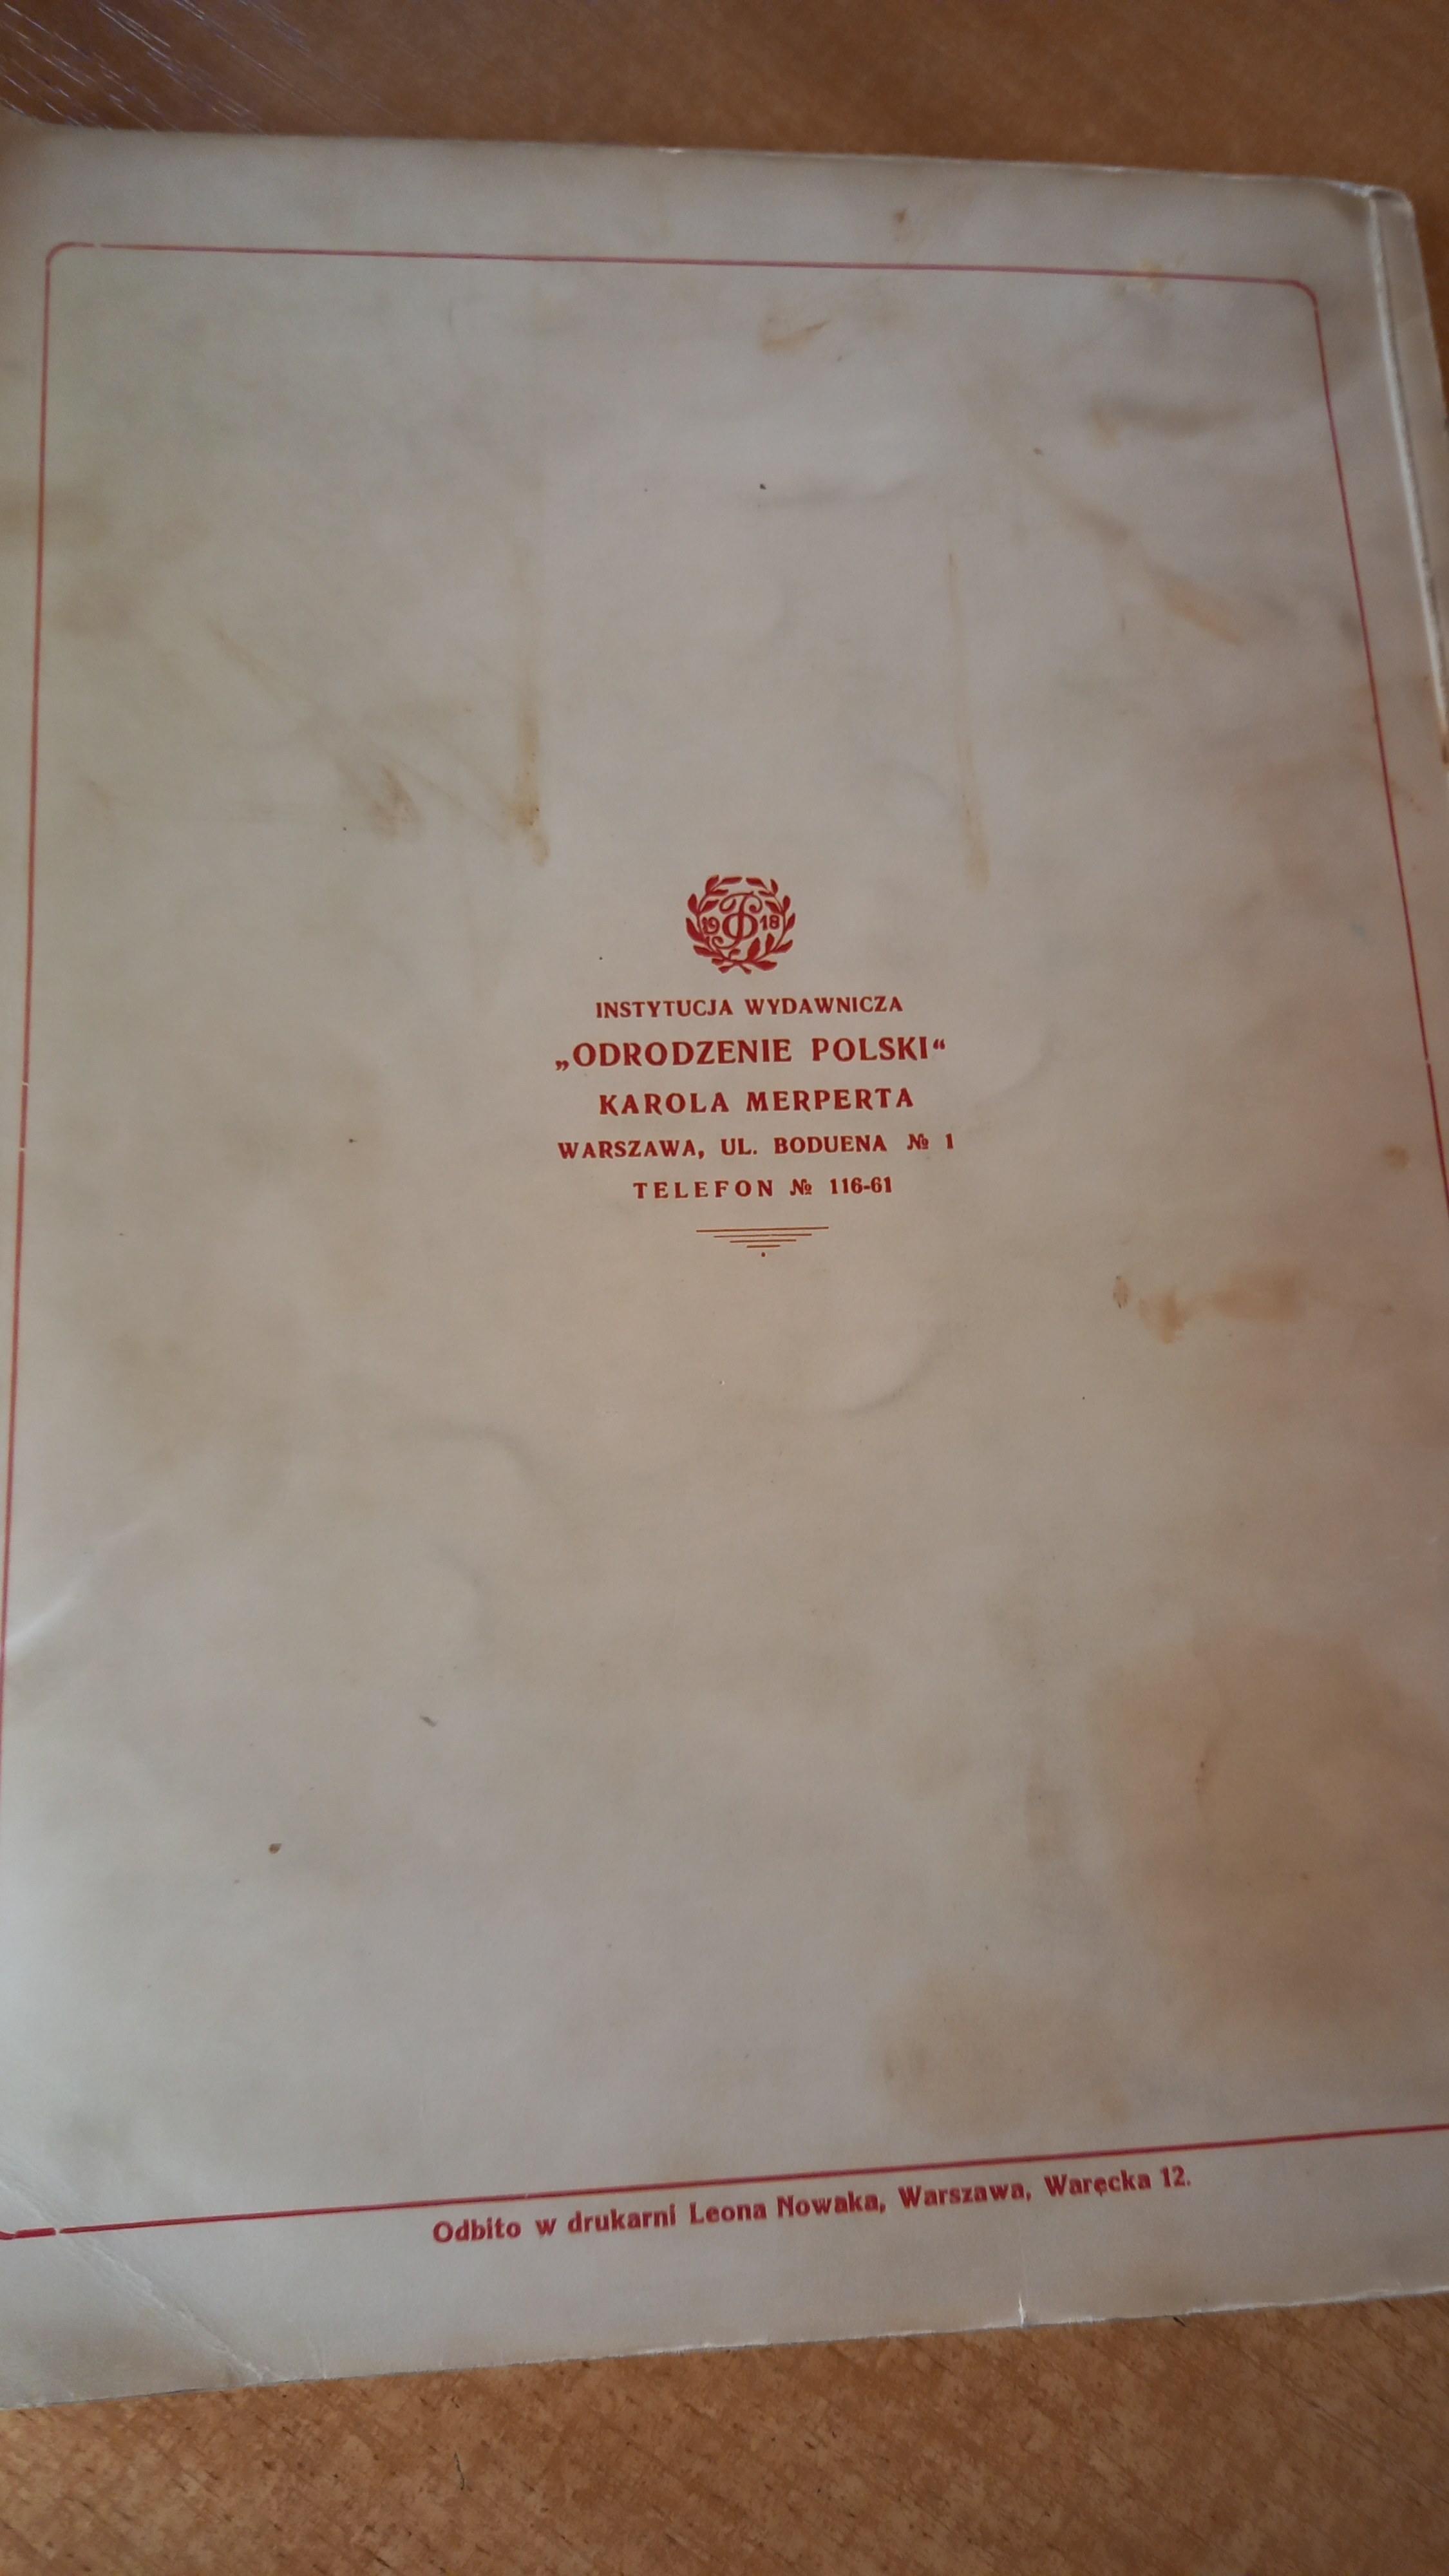 19 18
INSTYTUCJA WYDAWNICZA
„ODRODZENIE POLSKI“
KAROLA MERPERTA
WARSZAWA, UL. BODUENA № 1
TELEFON № 116-61
Odbito w drukarni Leona Nowaka, Warszawa, Waręcka 12.